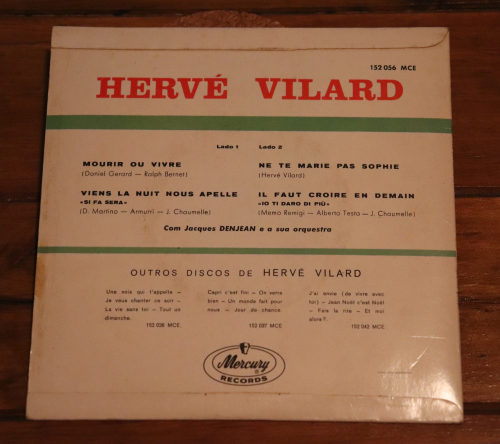 152 056 MCE
HERVÉ VILARD
Lado 1 Lado 2
MOURIR OU VIVRE
(Daniel Gerard — Ralph Bernet)
NE TE MARIE PAS SOPHIE
(Hervé Vilard)
VIENS LA NUIT NOUS APELLE
«SI FA SERA»
(D. Martino — Amurri — J. Chaumelle)
IL FAUT CROIRE EN DEMAIN
«IO TI DARO DI PIÙ»
(Memo Remigi — Alberto Testa — J. Chaumelle)
Com Jacques DENJEAN e a sua orquestra
OUTROS DISCOS DE HERVÉ VILARD
Une voix qui t'appelle —
Je veux chanter ce soir —
La vie sans toi — Tout un
dimanche.
152 028 MCE.
Capri c'est fini — On verra
bien — Un monde fait pour
nous — Jour de chance.
152 037 MCE
J'ai envie (de vivre avec
toi) — Jean Noël c'est Noël
— Fais la rire — Et moi
alors?.
152 042 MCE
Mercury
RECORDS